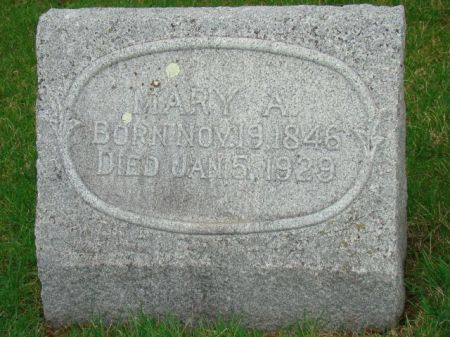 MARY A.
BORN NOV. 19, 1846
DIED JAN. 5, 1929